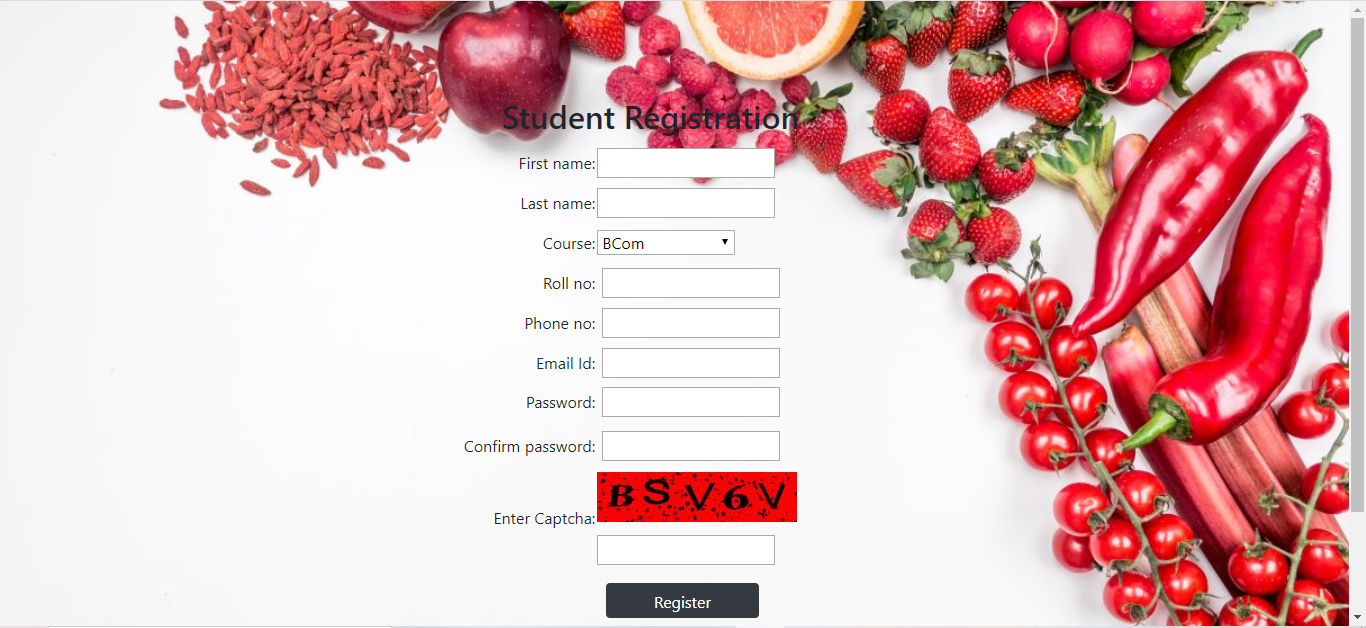 Student Registration
First name:
Last name:
Course: BCom
Roll no:
Phone no:
Email Id:
Password:
Confirm password:
BSV6V
Enter Captcha:
Register